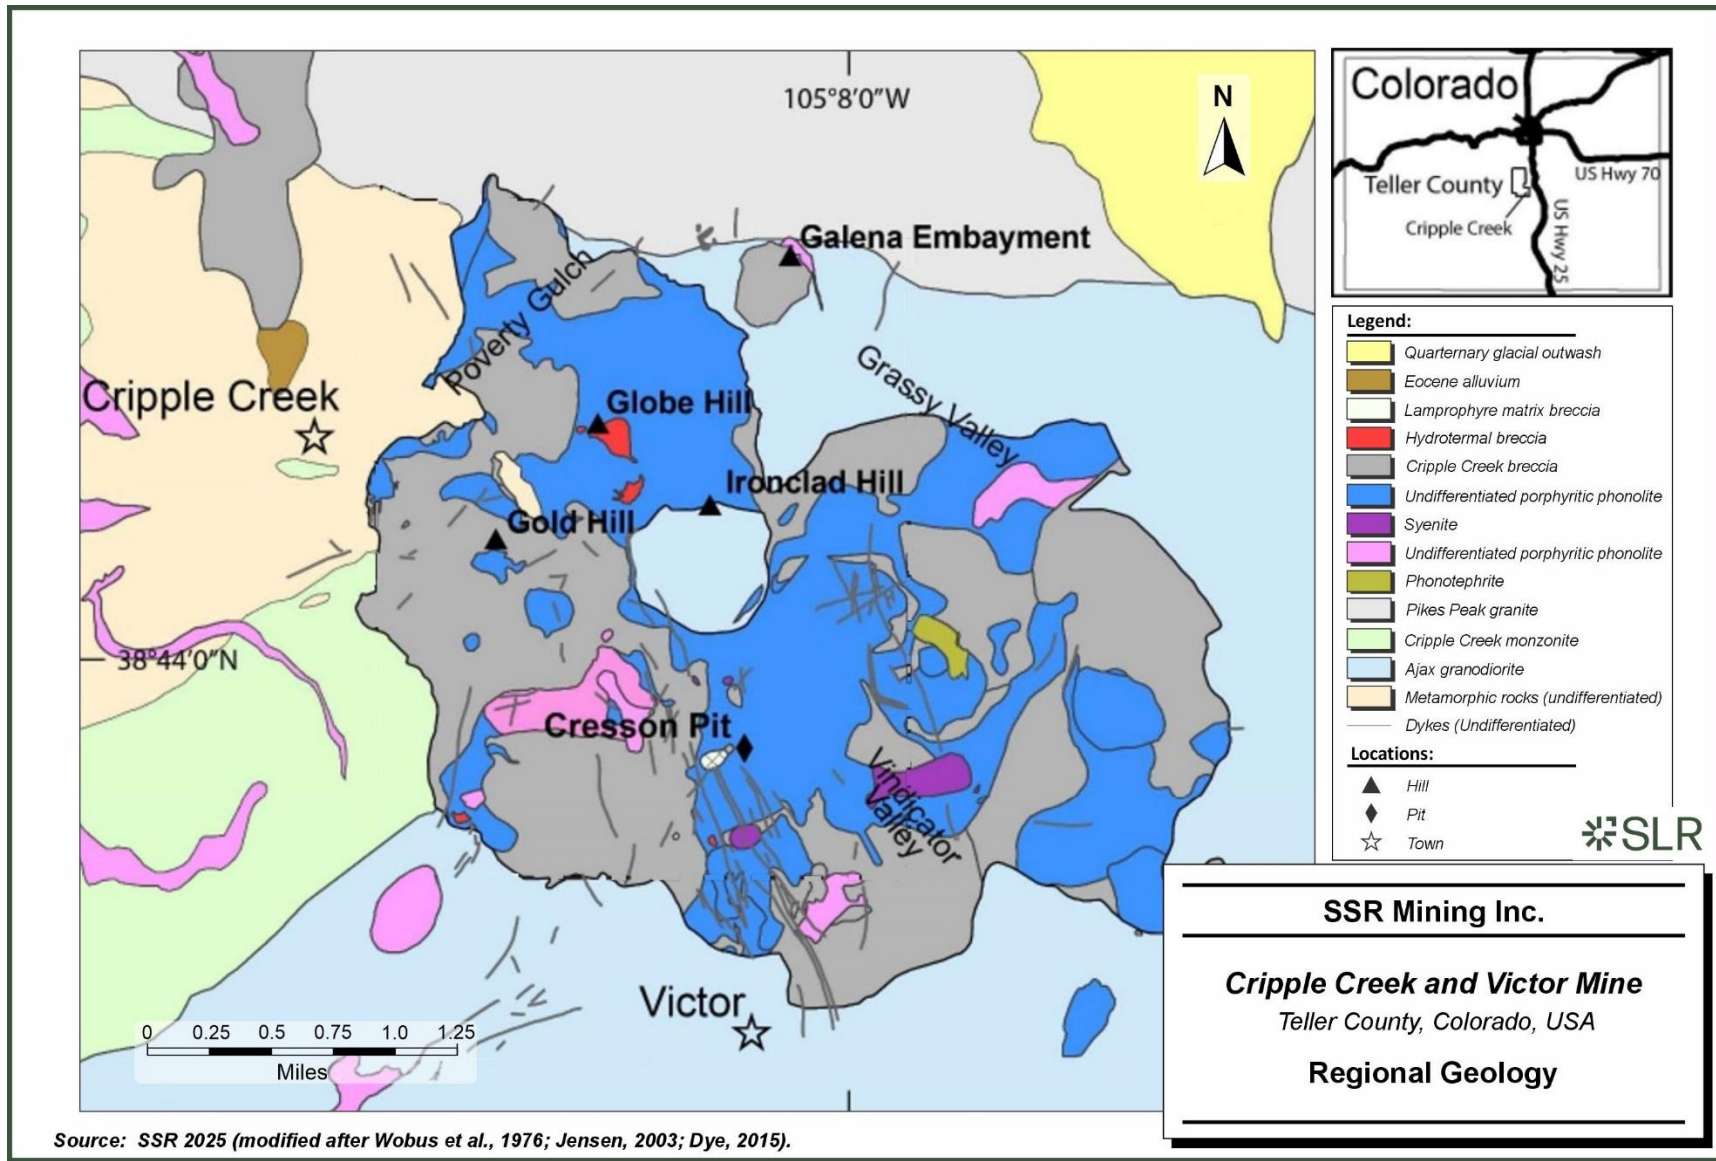 105°8'0"W
N
Galena Embayment
Poverty Gulch
Grassy Valley
Cripple Creek
Globe Hill
Ironclad Hill
Gold Hill
38°44'0"N
Cresson Pit
Vindicator
Valley
Victor
0 0.25 0.5 0.75 1.0 1.25
Miles
Colorado
US Hwy 70
Teller County
Cripple Creek
US Hwy 25
Legend:
Quarternary glacial outwash
Eocene alluvium
Lamprophyre matrix breccia
Hydrotermal breccia
Cripple Creek breccia
Undifferentiated porphyritic phonolite
Syenite
Undifferentiated porphyritic phonolite
Phonotephrite
Pikes Peak granite
Cripple Creek monzonite
Ajax granodiorite
Metamorphic rocks (undifferentiated)
Dykes (Undifferentiated)
Locations:
Hill
Pit
Town
SLR
SSR Mining Inc.
Cripple Creek and Victor Mine
Teller County, Colorado, USA
Regional Geology
Source: SSR 2025 (modified after Wobus et al., 1976; Jensen, 2003; Dye, 2015).